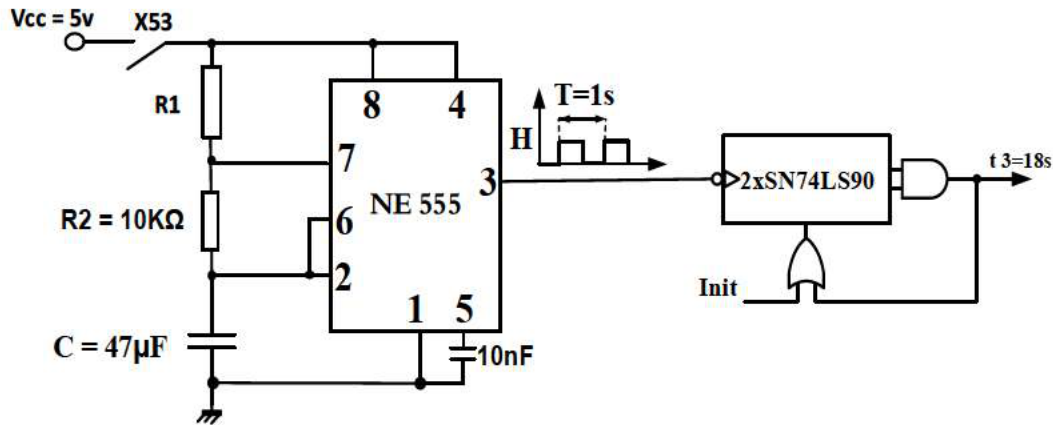 Vcc = 5v
X53
R1
R2 = 10KΩ
C = 47µF
8
4
7
6
2
3
1
5
NE 555
10nF
T=1s
H
2xSN74LS90
t 3=18s
Init